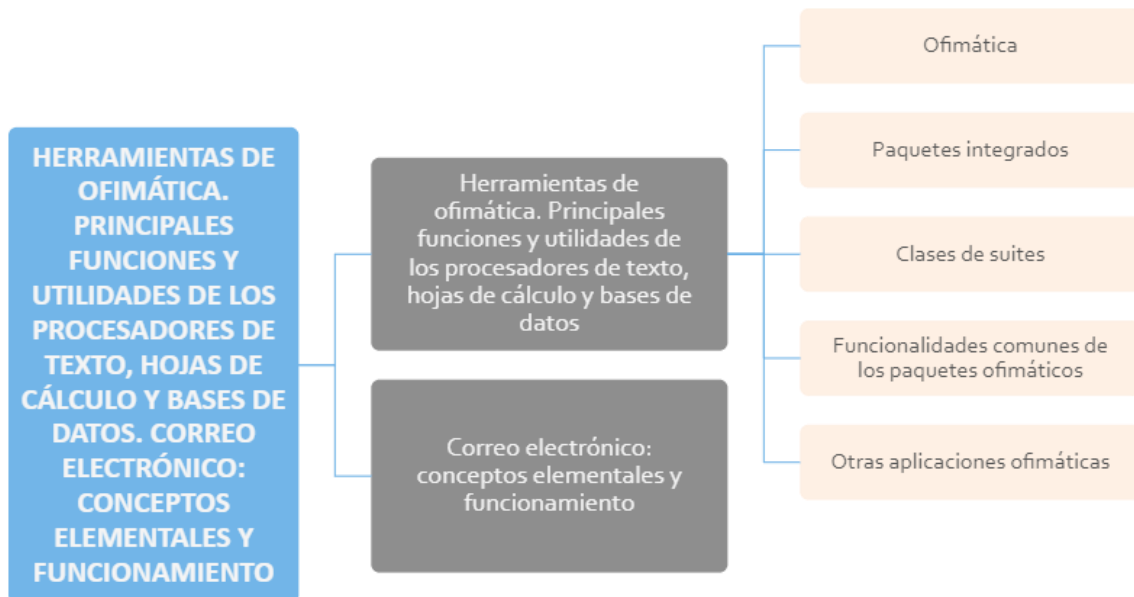 HERRAMIENTAS DE
OFIMÁTICA.
PRINCIPALES
FUNCIONES Y
UTILIDADES DE LOS
PROCESADORES DE
TEXTO, HOJAS DE
CÁLCULO Y BASES DE
DATOS. CORREO
ELECTRÓNICO:
CONCEPTOS
ELEMENTALES Y
FUNCIONAMIENTO
Herramientas de
ofimática. Principales
funciones y utilidades de
los procesadores de texto,
hojas de cálculo y bases de
datos
Correo electrónico:
conceptos elementales y
funcionamiento
Ofimática
Paquetes integrados
Clases de suites
Funcionalidades comunes de
los paquetes ofimáticos
Otras aplicaciones ofimáticas